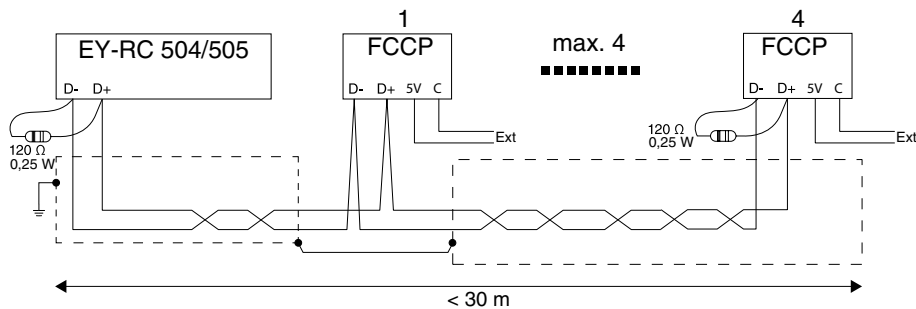 1
4
EY-RC 504/505
FCCP
max. 4
FCCP
D- D+
D- D+ 5V C
D- D+ 5V C
120 Ω
0,25 W
Ext
120 Ω
0,25 W
Ext
< 30 m